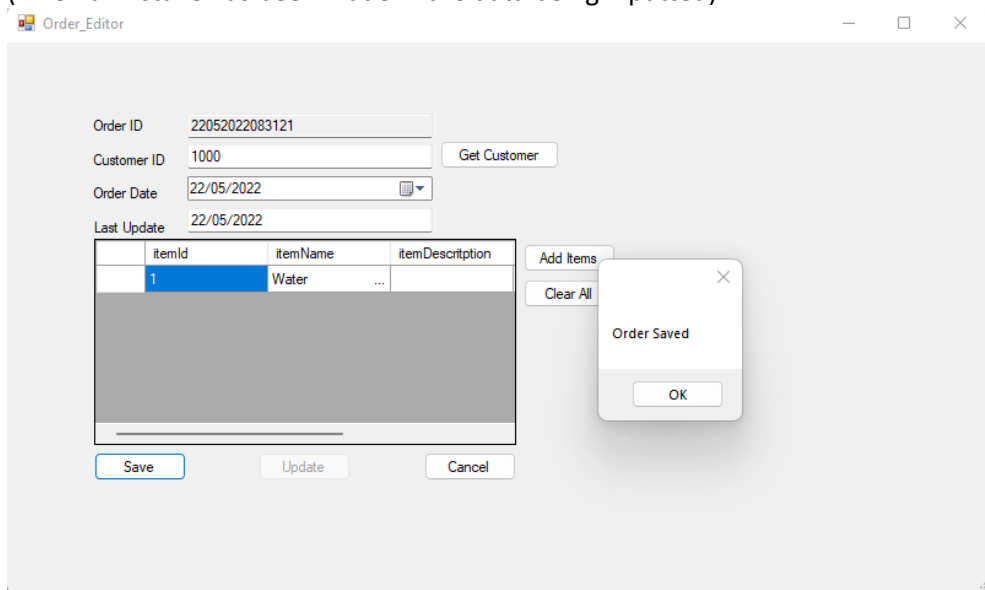 Order_Editor
Order ID 22052022083121
Customer ID 1000 Get Customer
Order Date 22/05/2022
Last Update 22/05/2022
itemId itemName itemDescritption Add Items
1 Water ... Clear All
Order Saved
OK
Save Update Cancel